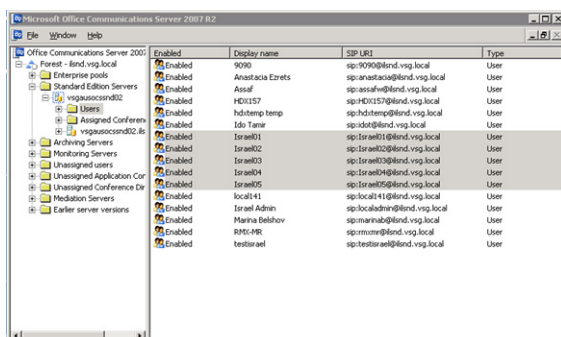 Microsoft Office Communications Server 2007 R2
File Window Help
Office Communications Server 2007
Forest - ilsnd.vsg.local
Enterprise pools
Standard Edition Servers
vsgausocssnd02
Users
Assigned Conferen
vsgausocssnd02.ils
Archiving Servers
Monitoring Servers
Unassigned users
Unassigned Application Cor
Unassigned Conference Dir
Mediation Servers
Earlier server versions
Enabled Display name SIP URI Type
Enabled 9090 sip:9090@ilsnd.vsg.local User
Enabled Anastacia Ezrets sip:anastacia@ilsnd.vsg.local User
Enabled Assaf sip:assafw@ilsnd.vsg.local User
Enabled HDX157 sip:HDX157@ilsnd.vsg.local User
Enabled hdxtemp temp sip:hdxtemp@ilsnd.vsg.local User
Enabled Ido Tamir sip:idot@ilsnd.vsg.local User
Enabled Israel01 sip:Israel01@ilsnd.vsg.local User
Enabled Israel02 sip:Israel02@ilsnd.vsg.local User
Enabled Israel03 sip:Israel03@ilsnd.vsg.local User
Enabled Israel04 sip:Israel04@ilsnd.vsg.local User
Enabled Israel05 sip:Israel05@ilsnd.vsg.local User
Enabled local141 sip:local141@ilsnd.vsg.local User
Enabled Israel Admin sip:localadmin@ilsnd.vsg.local User
Enabled Marina Belshov sip:marinab@ilsnd.vsg.local User
Enabled RMX-MR sip:rmxmr@ilsnd.vsg.local User
Enabled testisrael sip:testisrael@ilsnd.vsg.local User